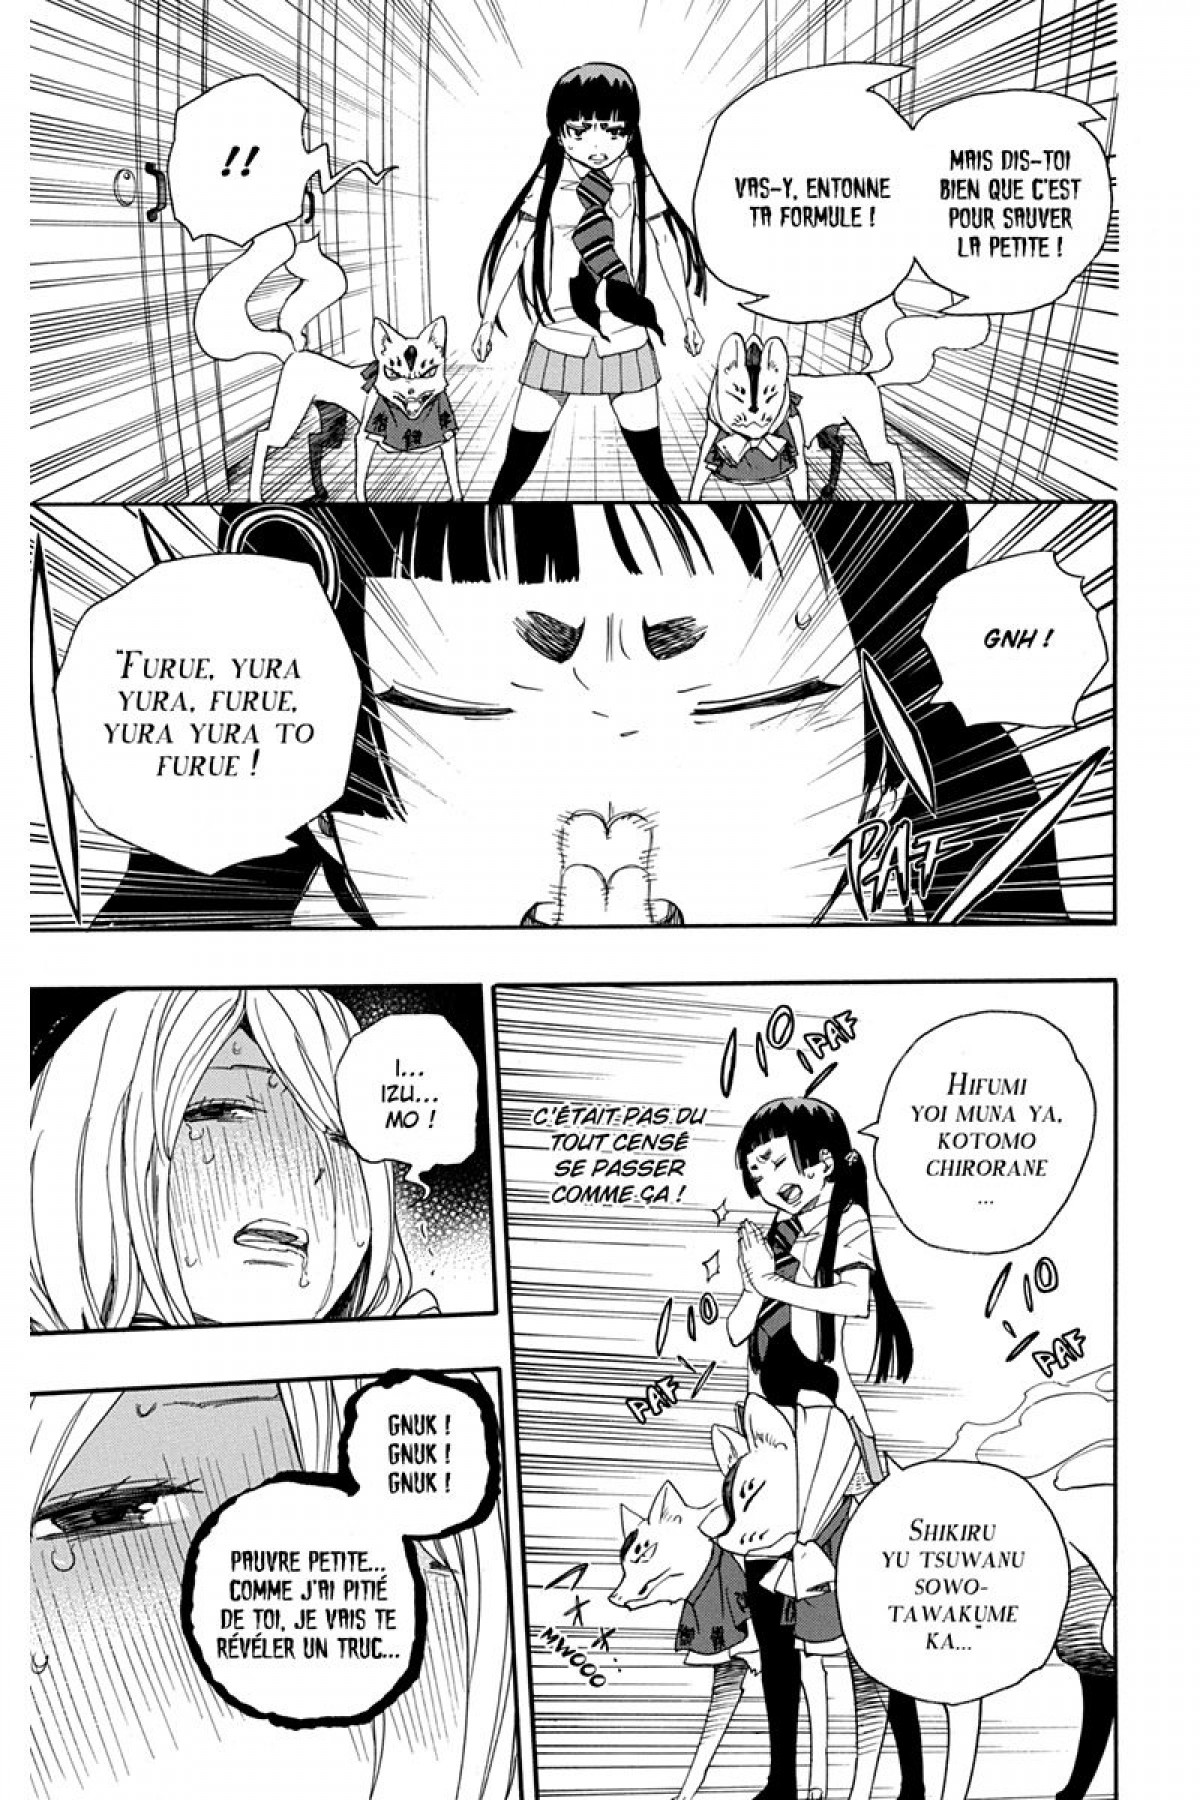 MAIS DIS-TOI
BIEN QUE C'EST
POUR SAUVER
LA PETITE !
VAS-Y, ENTONNE
TA FORMULE !
!!
GNH !
PAF
"FURUE, YURA
YURA, FURUE,
YURA YURA TO
FURUE !
HIFUMI
YOI MUNA YA,
KOTOMO
CHIRORANE
...
PAF
C'ÉTAIT PAS DU
TOUT CENSÉ
SE PASSER
COMME ÇA !
PAF
PAF
SHIKIRU
YU TSUWANU
SOWO-
TAWAKUME
KA...
MWOOO
I...
IZU...
MO !
GNUK !
GNUK !
GNUK !
PAUVRE PETITE...
COMME J'AI PITIÉ
DE TOI, JE VAIS TE
RÉVÉLER UN TRUC...